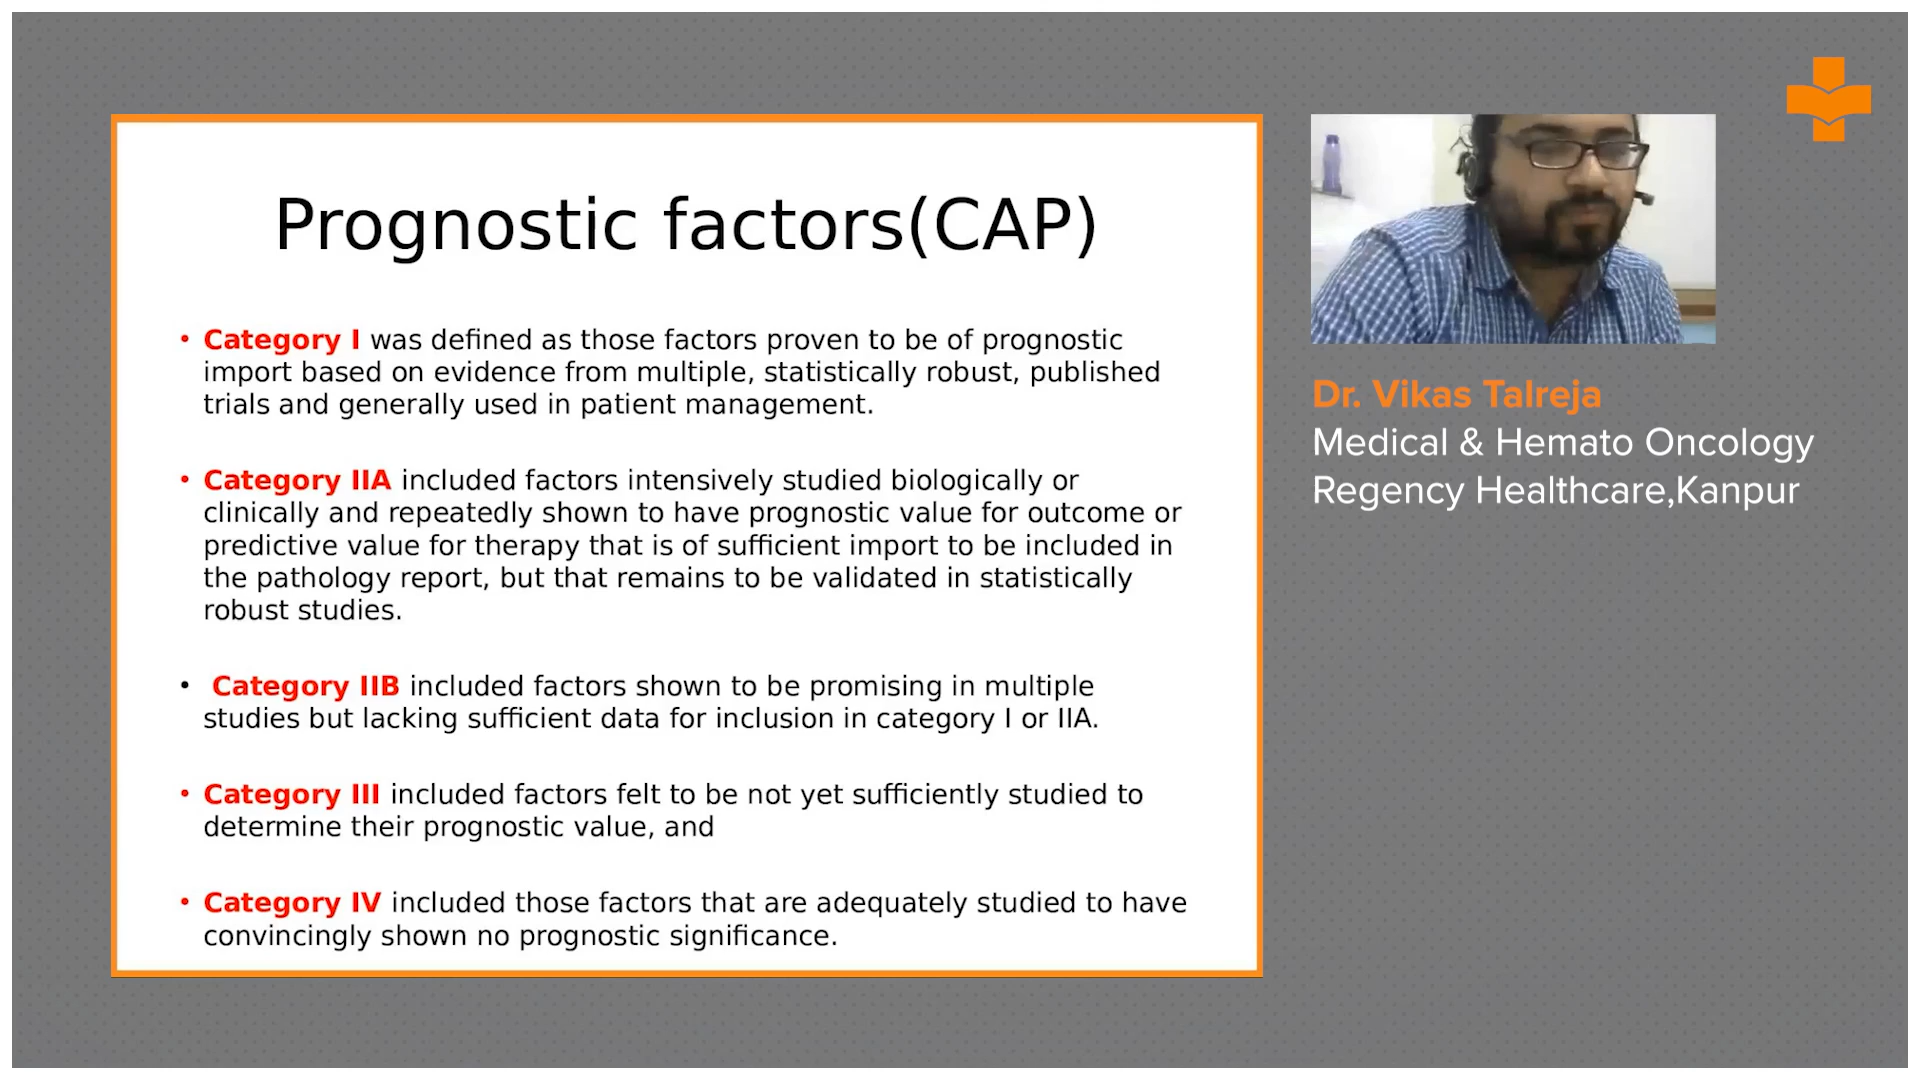 Prognostic factors(CAP)
• Category I was defined as those factors proven to be of prognostic
import based on evidence from multiple, statistically robust, published
trials and generally used in patient management.
• Category IIA included factors intensively studied biologically or
clinically and repeatedly shown to have prognostic value for outcome or
predictive value for therapy that is of sufficient import to be included in
the pathology report, but that remains to be validated in statistically
robust studies.
• Category IIB included factors shown to be promising in multiple
studies but lacking sufficient data for inclusion in category I or IIA.
• Category III included factors felt to be not yet sufficiently studied to
determine their prognostic value, and
• Category IV included those factors that are adequately studied to have
convincingly shown no prognostic significance.
Dr. Vikas Talreja
Medical & Hemato Oncology
Regency Healthcare,Kanpur